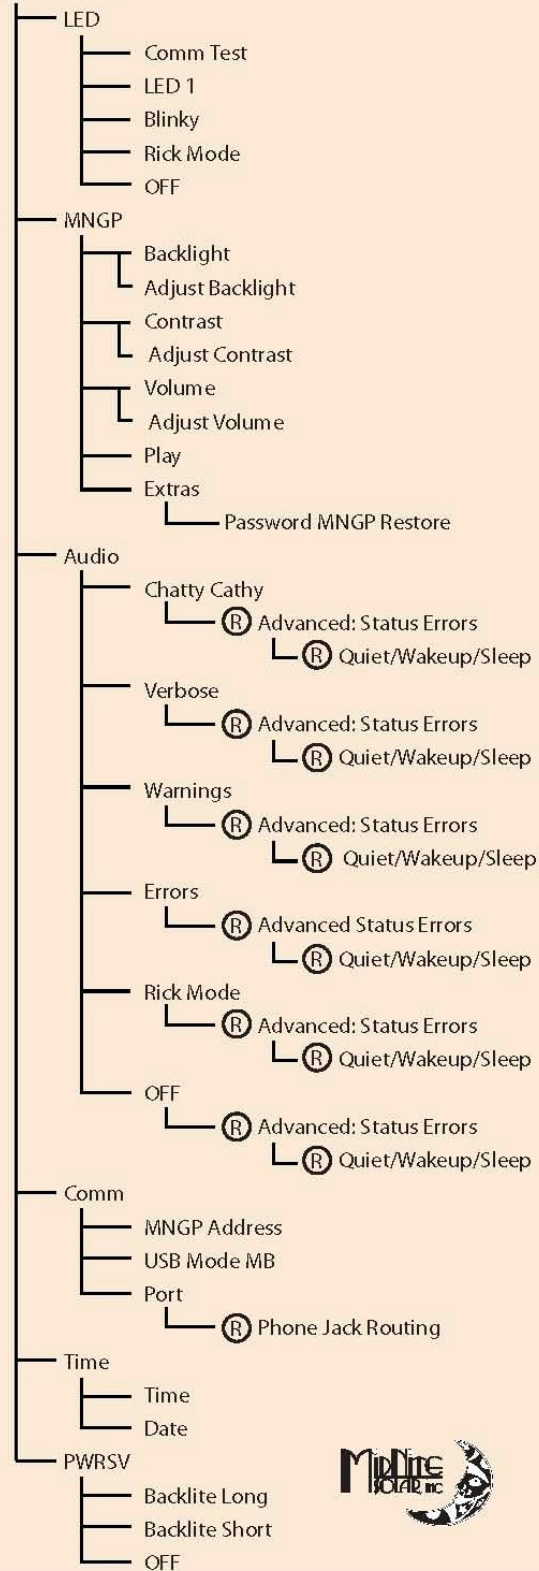 LED
Comm Test
LED 1
Blinky
Rick Mode
OFF
MNGP
Backlight
Adjust Backlight
Contrast
Adjust Contrast
Volume
Adjust Volume
Play
Extras
Password MNGP Restore
Audio
Chatty Cathy
R Advanced: Status Errors
R Quiet/Wakeup/Sleep
Verbose
R Advanced: Status Errors
R Quiet/Wakeup/Sleep
Warnings
R Advanced: Status Errors
R Quiet/Wakeup/Sleep
Errors
R Advanced Status Errors
R Quiet/Wakeup/Sleep
Rick Mode
R Advanced: Status Errors
R Quiet/Wakeup/Sleep
OFF
R Advanced: Status Errors
R Quiet/Wakeup/Sleep
Comm
MNGP Address
USB Mode MB
Port
R Phone Jack Routing
Time
Time
Date
PWRSV
Backlite Long
Backlite Short
OFF
MIDNITE
SOLAR INC